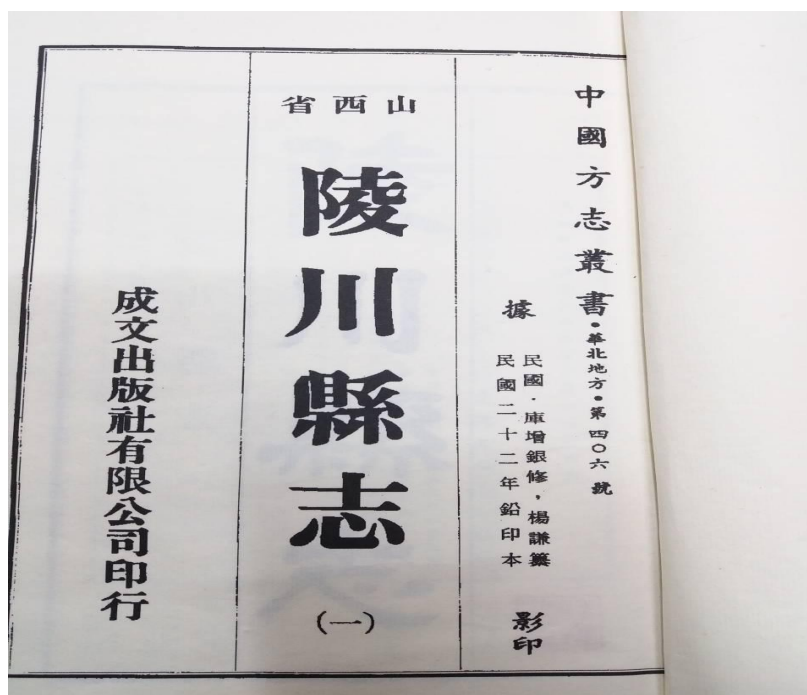 中國方志叢書•華北地方•第四〇六號
據
民國•庫增銀修，楊謙纂
民國二十二年鉛印本
影印
山西省
陵川縣志
（一）
成文出版社有限公司印行